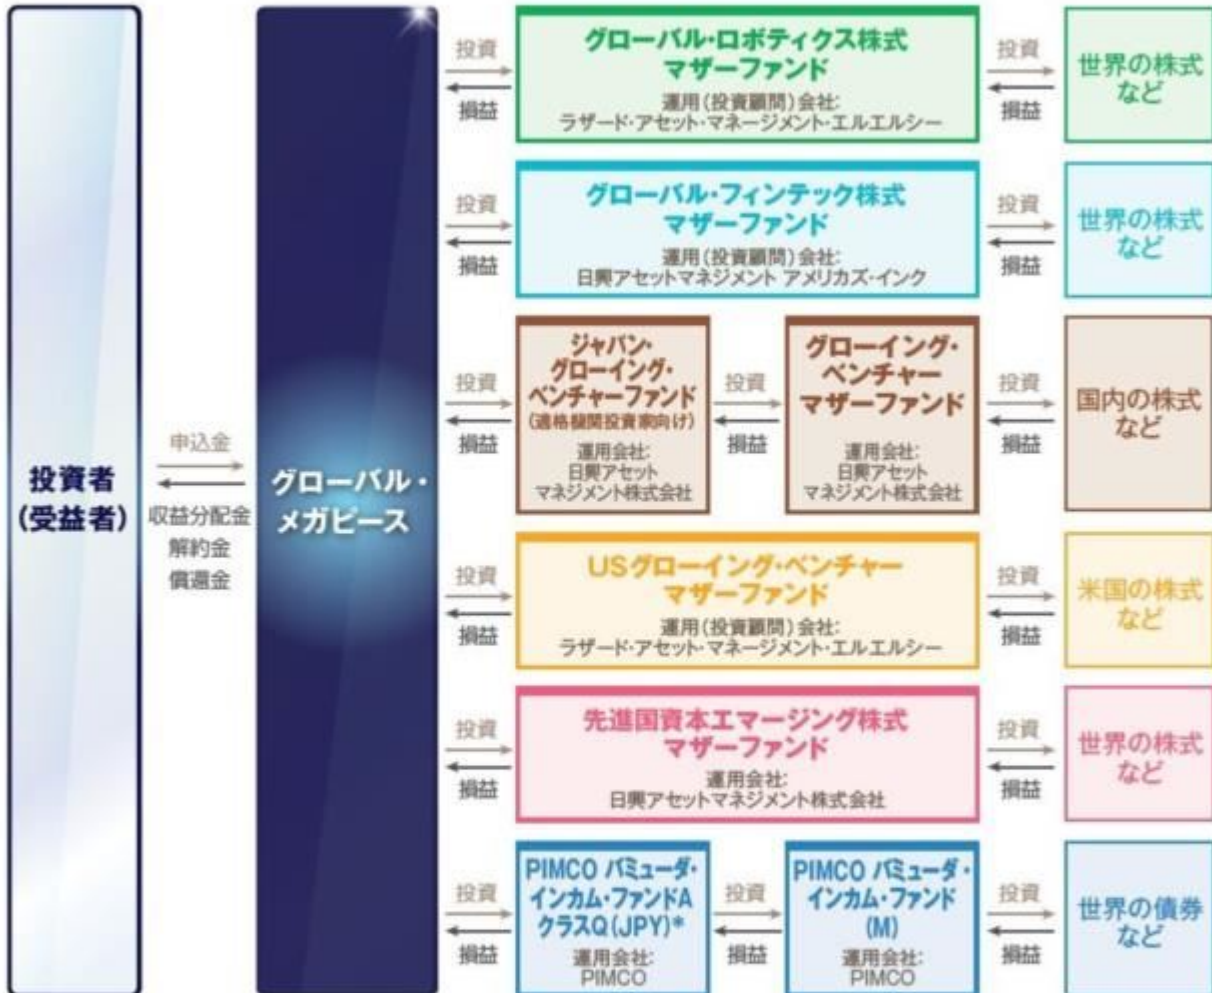 投資者
(受益者)
申込金
収益分配金
解約金
償還金
グローバル・
メガピース
投資
損益
グローバル・ロボティクス株式
マザーファンド
運用(投資顧問)会社:
ラザード・アセット・マネージメント・エルエルシー
投資
損益
世界の株式
など
投資
損益
グローバル・フィンテック株式
マザーファンド
運用(投資顧問)会社:
日興アセットマネジメント アメリカズ・インク
投資
損益
世界の株式
など
投資
損益
ジャパン・
グローイング・
ベンチャーファンド
(適格機関投資家向け)
運用会社:
日興アセット
マネジメント株式会社
投資
損益
グローイング・
ベンチャー
マザーファンド
運用会社:
日興アセット
マネジメント株式会社
投資
損益
国内の株式
など
投資
損益
USグローイング・ベンチャー
マザーファンド
運用(投資顧問)会社:
ラザード・アセット・マネージメント・エルエルシー
投資
損益
米国の株式
など
投資
損益
先進国資本エマージング株式
マザーファンド
運用会社:
日興アセットマネジメント株式会社
投資
損益
世界の株式
など
投資
損益
PIMCO バミューダ・
インカム・ファンドA
クラスQ(JPY)*
運用会社:
PIMCO
投資
損益
PIMCO バミューダ・
インカム・ファンド
(M)
運用会社:
PIMCO
投資
損益
世界の債券
など